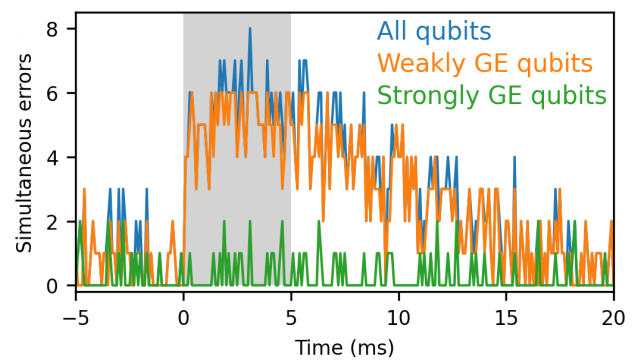 8
6
4
2
0
Simultaneous errors
All qubits
Weakly GE qubits
Strongly GE qubits
−5 0 5 10 15 20
Time (ms)